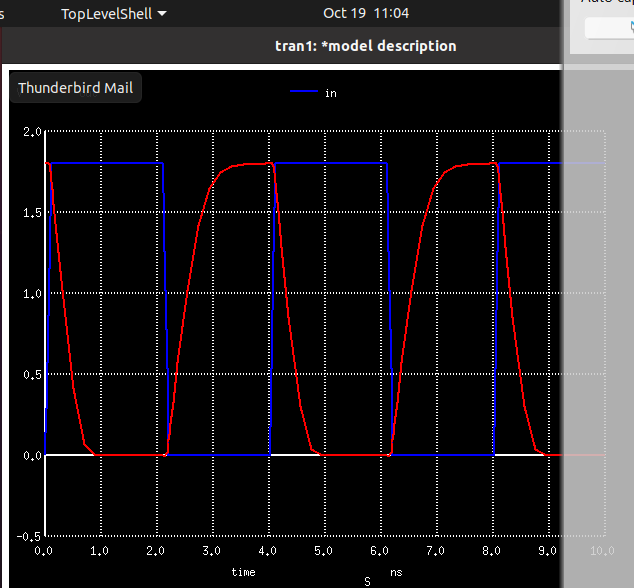 s TopLevelShell Oct 19 11:04
tran1: *model description
Thunderbird Mail
in
2.0
1.5
1.0
0.5
0.0
-0.5
0.0 1.0 2.0 3.0 4.0 5.0 6.0 7.0 8.0 9.0 10.0
time S ns